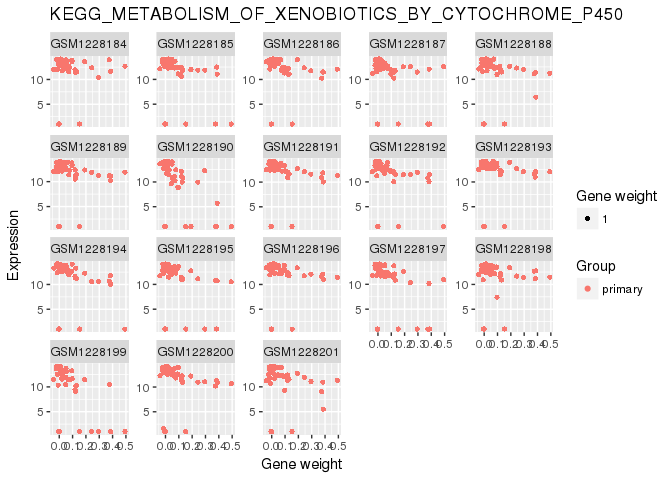 KEGG_METABOLISM_OF_XENOBIOTICS_BY_CYTOCHROME_P450
GSM1228184 GSM1228185 GSM1228186 GSM1228187 GSM1228188
10
5
GSM1228189 GSM1228190 GSM1228191 GSM1228192 GSM1228193
10
5
GSM1228194 GSM1228195 GSM1228196 GSM1228197 GSM1228198
10
5
0.0 0.1 0.2 0.3 0.4 0.5 0.0 0.1 0.2 0.3 0.4 0.5
GSM1228199 GSM1228200 GSM1228201
10
5
0.0 0.1 0.2 0.3 0.4 0.5 0.0 0.1 0.2 0.3 0.4 0.5 0.0 0.1 0.2 0.3 0.4 0.5
Gene weight
Expression
Gene weight
1
Group
primary